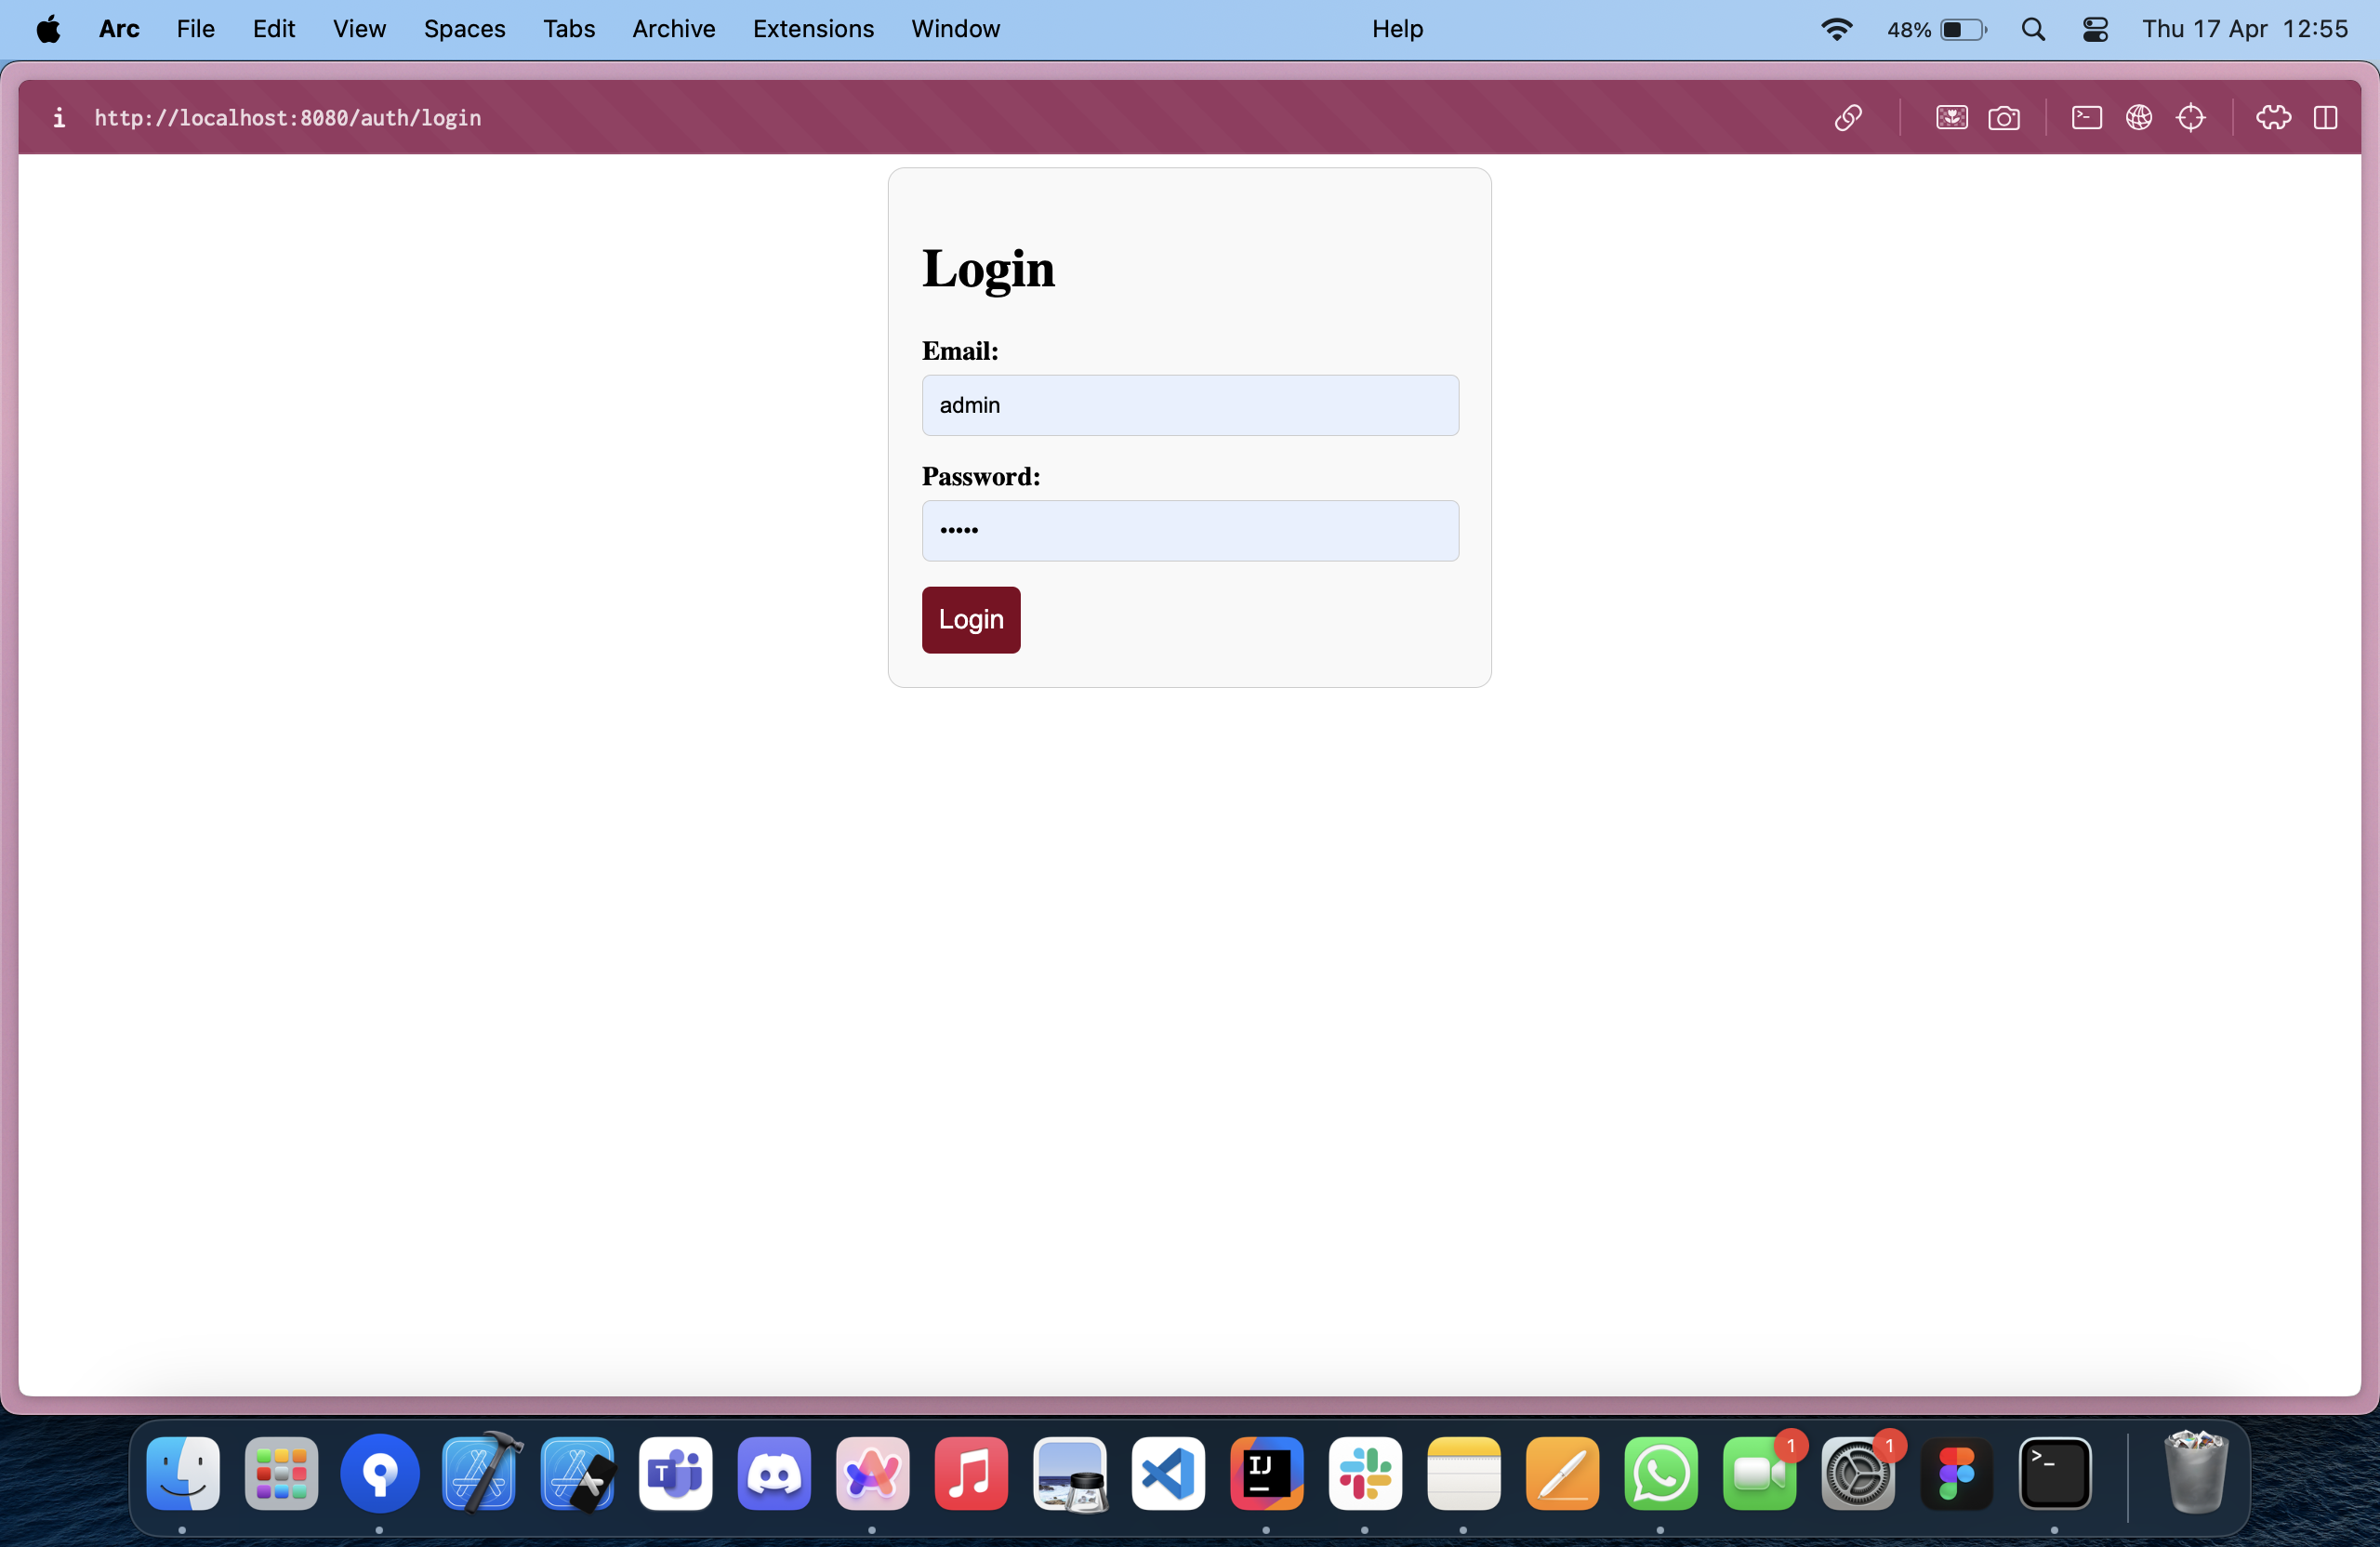 Arc File Edit View Spaces Tabs Archive Extensions Window Help 48% Thu 17 Apr 12:55
i http://localhost:8080/auth/login
Login
Email:
admin
Password:
•••••
Login
T
IJ
1
1
>_